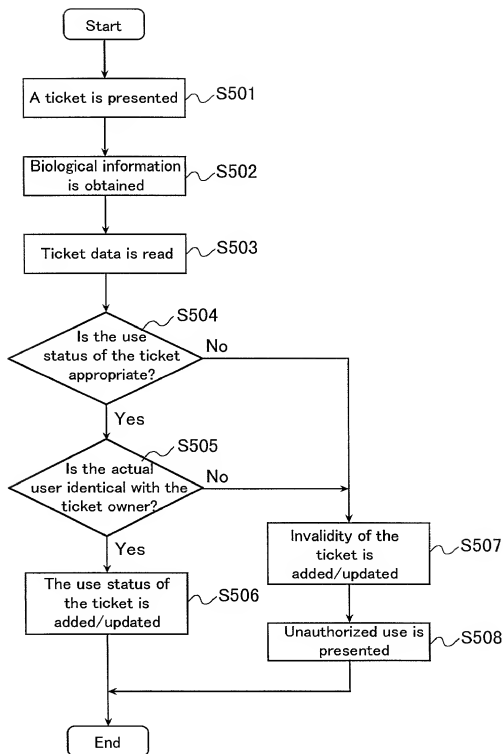 Start
A ticket is presented
S501
Biological information
is obtained
S502
Ticket data is read
S503
S504
Is the use
status of the ticket
appropriate?
No
Yes
S505
Is the actual
user identical with the
ticket owner?
No
Yes
The use status of
the ticket is
added/updated
S506
Invalidity of the
ticket is
added/updated
S507
Unauthorized use is
presented
S508
End